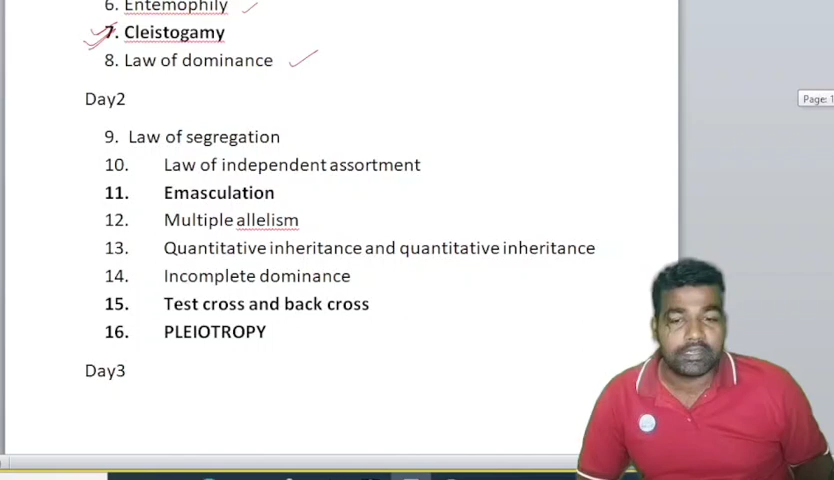 6. Entemophily
7. Cleistogamy
8. Law of dominance
Day2
9. Law of segregation
10. Law of independent assortment
11. Emasculation
12. Multiple allelism
13. Quantitative inheritance and quantitative inheritance
14. Incomplete dominance
15. Test cross and back cross
16. PLEIOTROPY
Day3
Page: 1